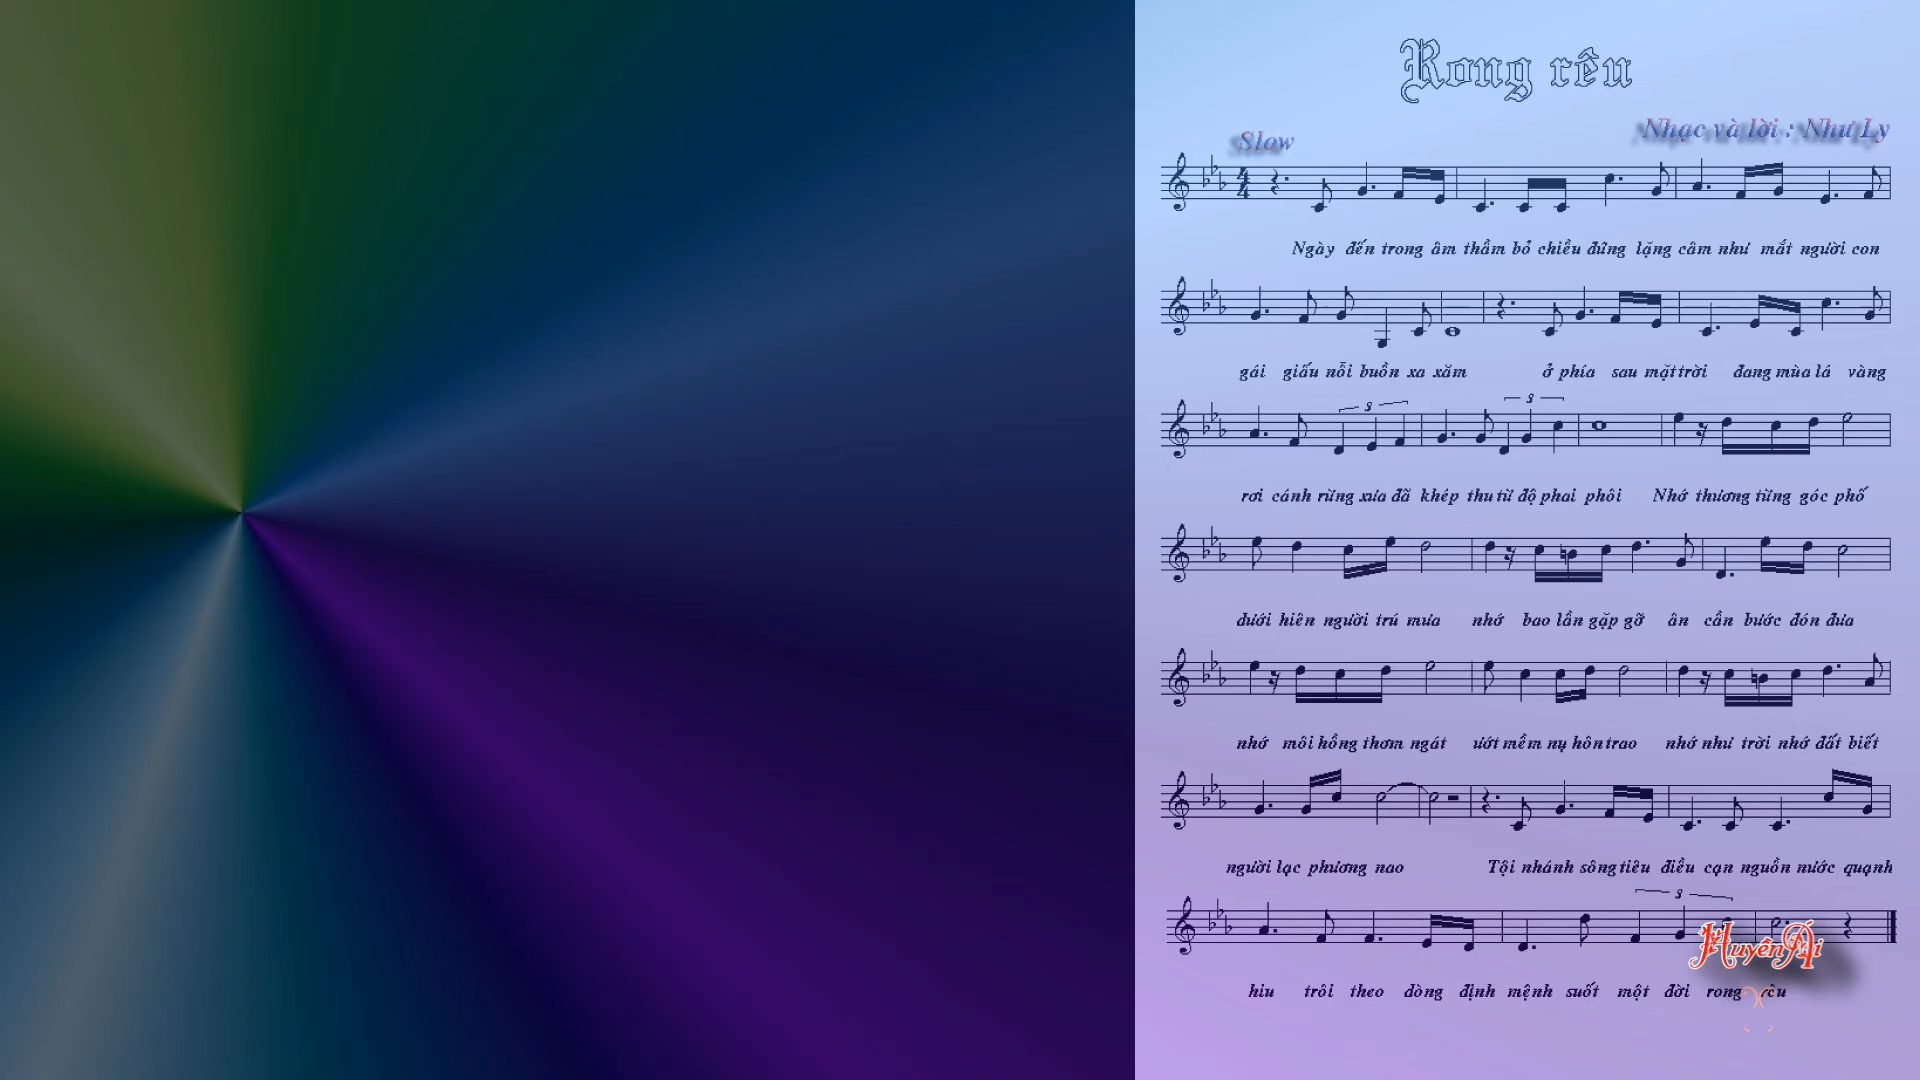 Rong rêu
Slow
Nhạc và lời : Như Ly
Ngày đến trong âm thầm bỏ chiều đứng lặng câm như mắt người con
gái giấu nỗi buồn xa xăm ở phía sau mặt trời đang mùa lá vàng
3 3
rơi cánh rừng xưa đã khép thu từ độ phai phôi Nhớ thương từng góc phố
dưới hiên người trú mưa nhớ bao lần gặp gỡ ân cần bước đón đưa
nhớ môi hồng thơm ngát ướt mềm nụ hôn trao nhớ như trời nhớ đất biết
người lạc phương nao Tội nhánh sông tiêu điều cạn nguồn nước quạnh
3
Huyền Ái
hiu trôi theo dòng định mệnh suốt một đời rong rêu